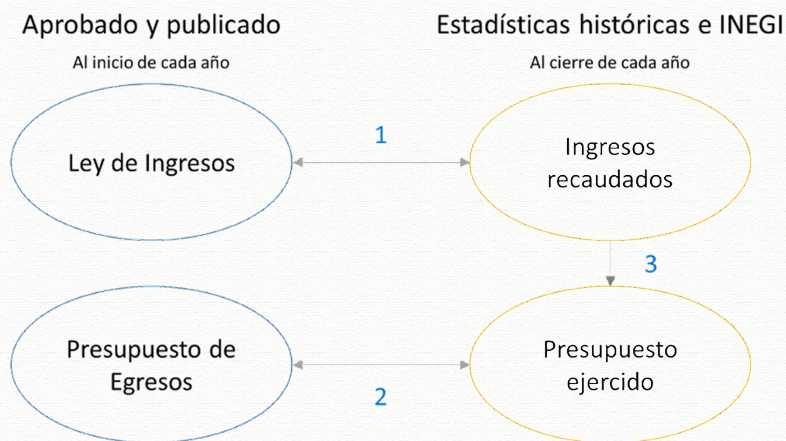 Aprobado y publicado
Estadísticas históricas e INEGI
Al inicio de cada año
Al cierre de cada año
1
Ley de Ingresos
Ingresos
recaudados
3
Presupuesto de
Egresos
Presupuesto
ejercido
2